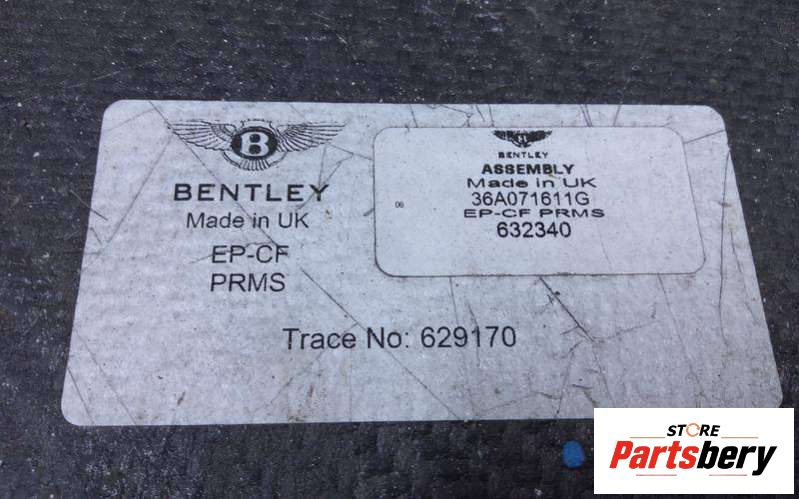 B
BENTLEY
Made in UK
EP-CF
PRMS
BENTLEY
ASSEMBLY
Made in UK
36A071611G
EP-CF PRMS
632340
06
Trace No: 629170
STORE
Partsbery